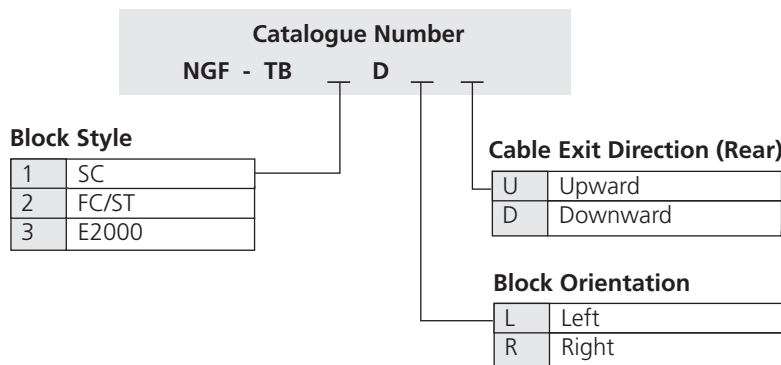 Catalogue Number
NGF - TB _ D _ _
Block Style
1 SC
2 FC/ST
3 E2000
Cable Exit Direction (Rear)
U Upward
D Downward
Block Orientation
L Left
R Right